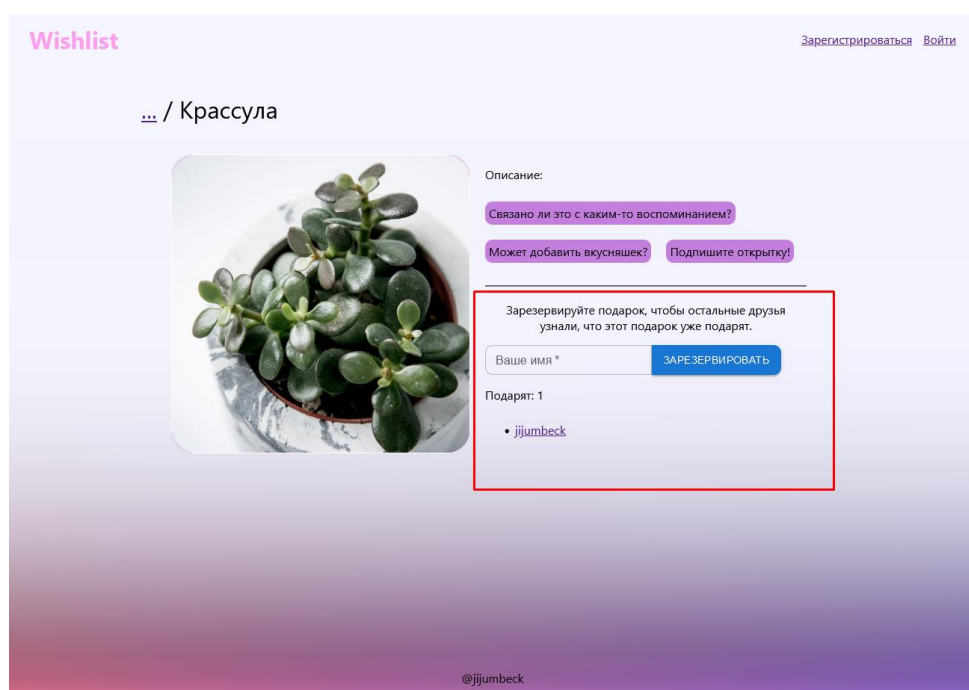 Wishlist
Зарегистрироваться Войти
... / Крассула
Описание:
Связано ли это с каким-то воспоминанием?
Может добавить вкусняшек? Подпишите открытку!
Зарезервируйте подарок, чтобы остальные друзья
узнали, что этот подарок уже подарят.
Ваше имя * ЗАРЕЗЕРВИРОВАТЬ
Подарят: 1
• jijumbeck
@jijumbeck